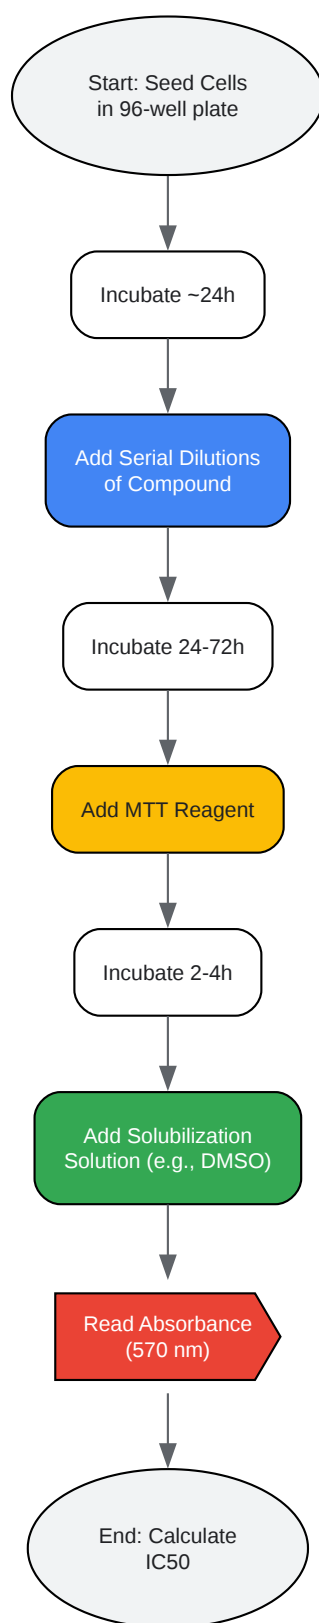 Start: Seed Cells
in 96-well plate
Incubate ~24h
Add Serial Dilutions
of Compound
Incubate 24-72h
Add MTT Reagent
Incubate 2-4h
Add Solubilization
Solution (e.g., DMSO)
Read Absorbance
(570 nm)
End: Calculate
IC50